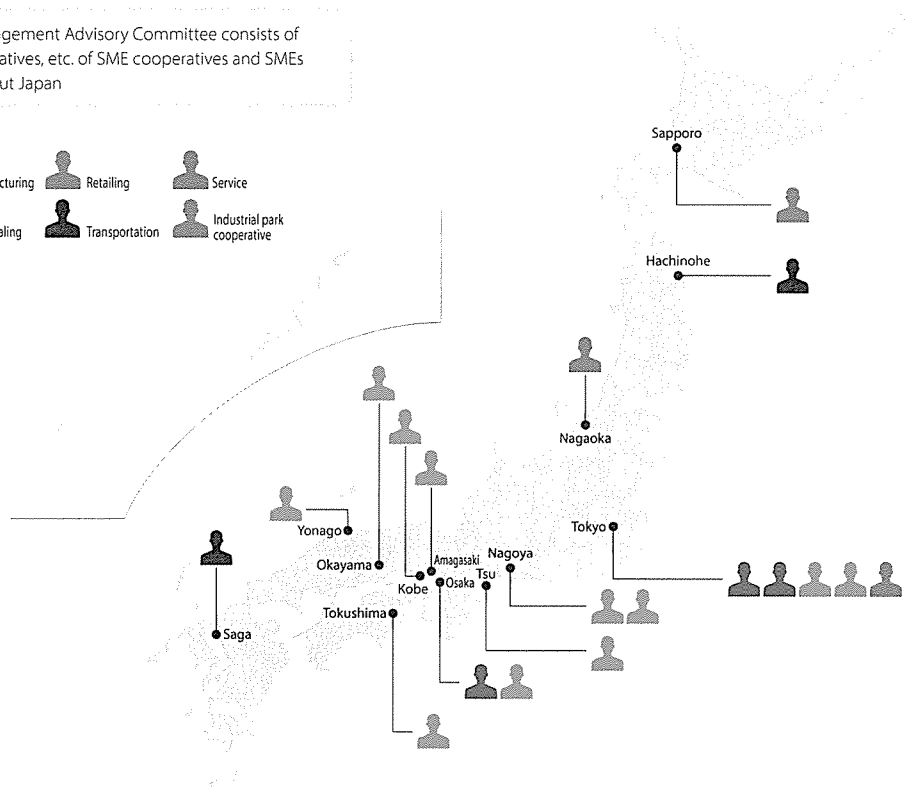 gement Advisory Committee consists of
atives, etc. of SME cooperatives and SMEs
ut Japan
cturing
Retailing
Service
aling
Transportation
Industrial park
cooperative
Sapporo
Hachinohe
Nagaoka
Tokyo
Yonago
Okayama
Kobe
Amagasaki
Osaka
Tsu
Nagoya
Tokushima
Saga